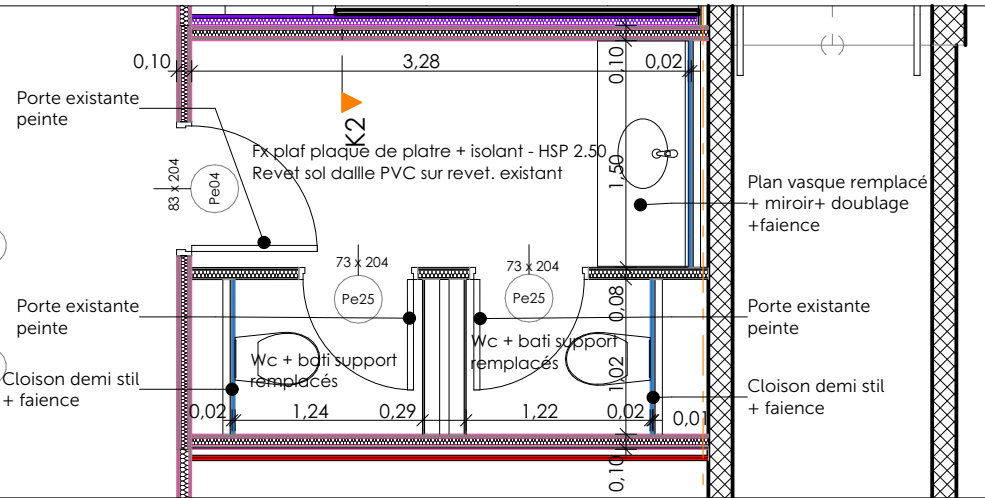 0,10
3,28
0,10
0,02
Porte existante
peinte
K2
Fx plaf plaque de platre + isolant - HSP 2.50
Revet sol dallle PVC sur revet. existant
1,50
83 x 204
Pe04
Plan vasque remplacé
+ miroir+ doublage
+faience
73 x 204
Pe25
73 x 204
Pe25
Porte existante
peinte
0,08
Porte existante
peinte
Wc + bati support
remplacés
Wc + bati support
remplacés
1,02
Cloison demi stil
+ faience
Cloison demi stil
+ faience
0,02
1,24
0,29
1,22
0,02
0,01
0,10